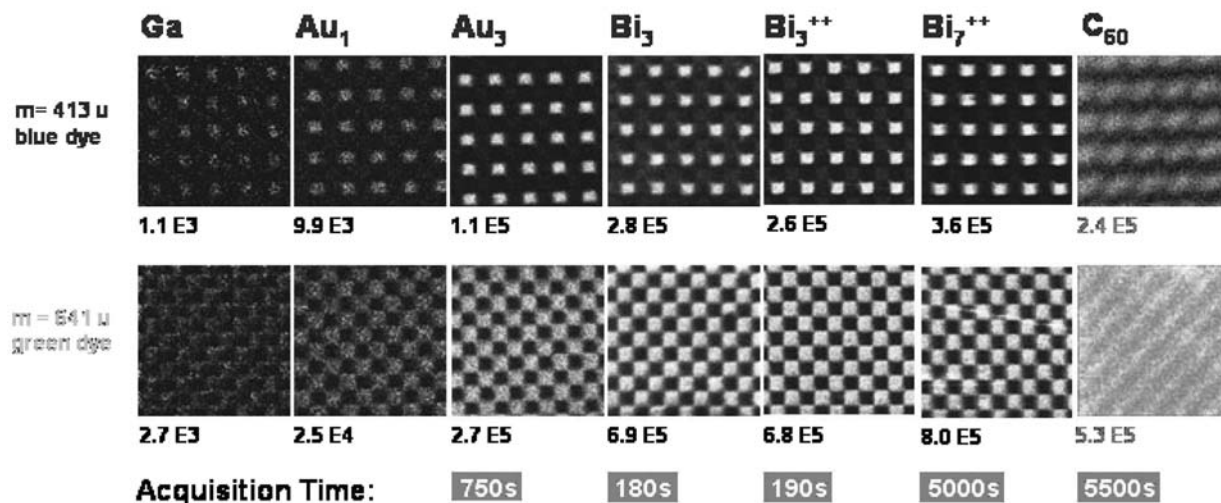 Ga Au₁ Au₃ Bi₃ Bi₃⁺⁺ Bi₇⁺⁺ C₆₀
m= 413 u
blue dye
1.1 E3 9.9 E3 1.1 E5 2.8 E5 2.6 E5 3.6 E5 2.4 E5
m = 641 u
green dye
2.7 E3 2.5 E4 2.7 E5 6.9 E5 6.8 E5 8.0 E5 5.3 E5
Acquisition Time: 750s 180s 190s 5000s 5500s